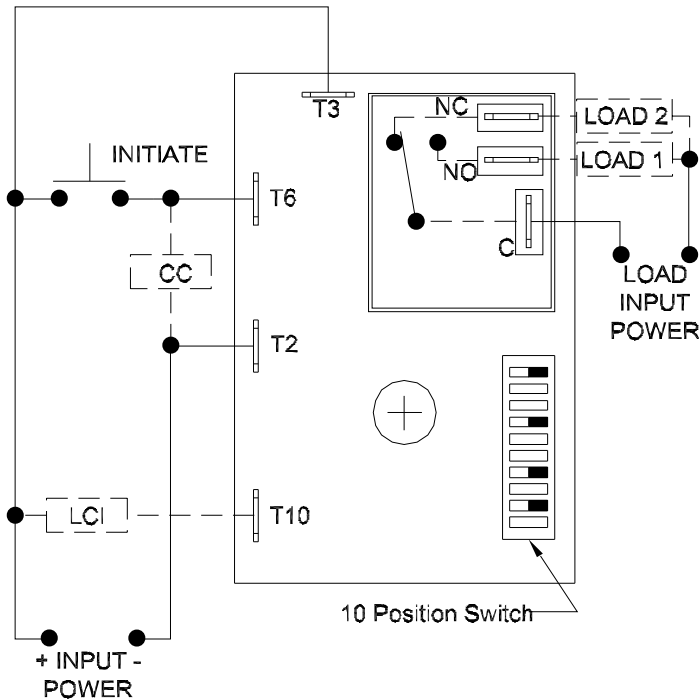 T3
NC
LOAD 2
INITIATE
NO
LOAD 1
T6
C
CC
LOAD
INPUT
POWER
T2
LCI
T10
10 Position Switch
+ INPUT -
POWER